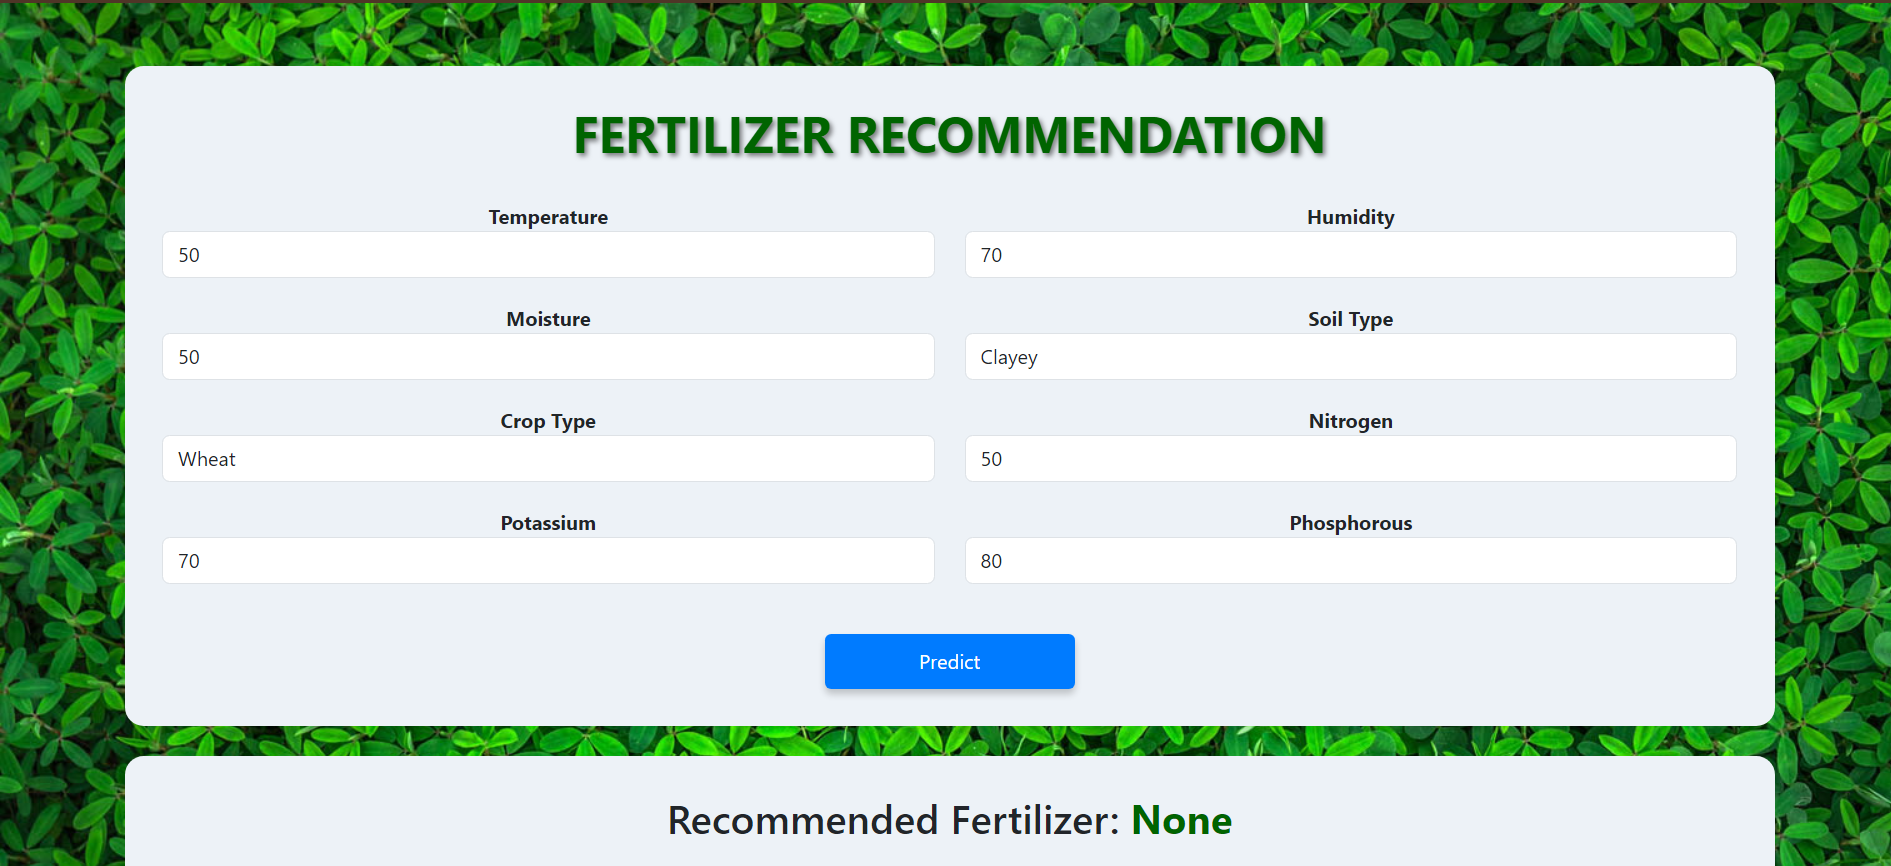 FERTILIZER RECOMMENDATION
Temperature
50
Humidity
70
Moisture
50
Soil Type
Clayey
Crop Type
Wheat
Nitrogen
50
Potassium
70
Phosphorous
80
Predict
Recommended Fertilizer: None